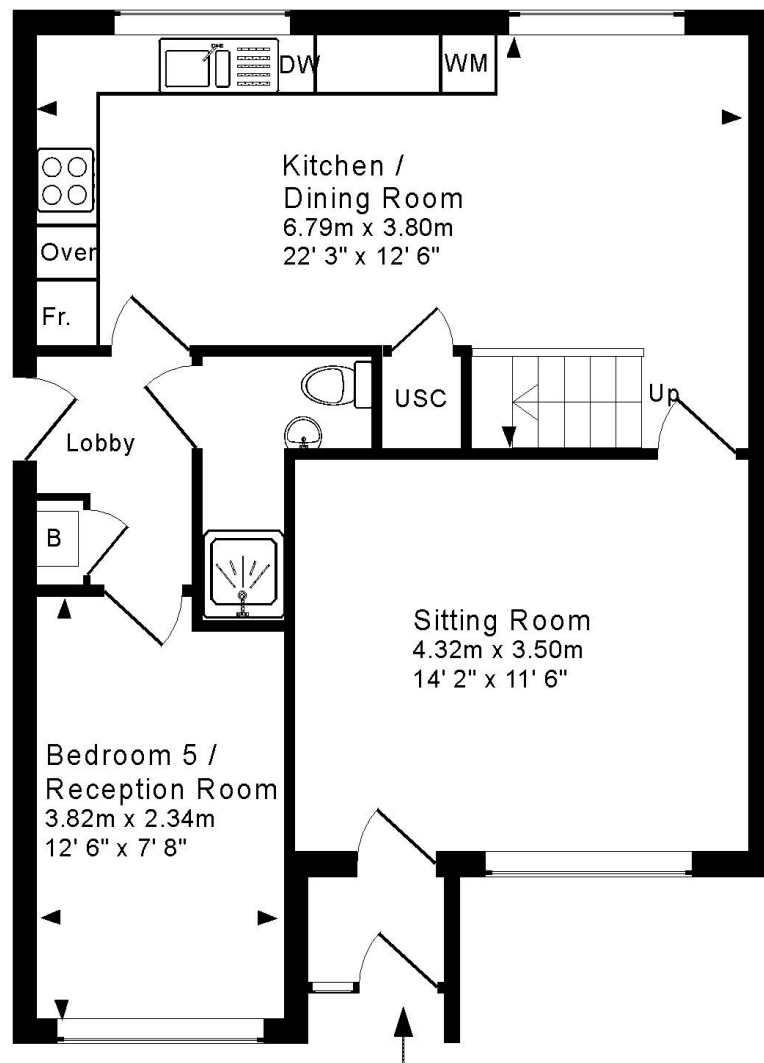 DW
WM
Kitchen /
Dining Room
6.79m x 3.80m
22' 3" x 12' 6"
Over
Fr.
USC
Up
Lobby
B
Sitting Room
4.32m x 3.50m
14' 2" x 11' 6"
Bedroom 5 /
Reception Room
3.82m x 2.34m
12' 6" x 7' 8"